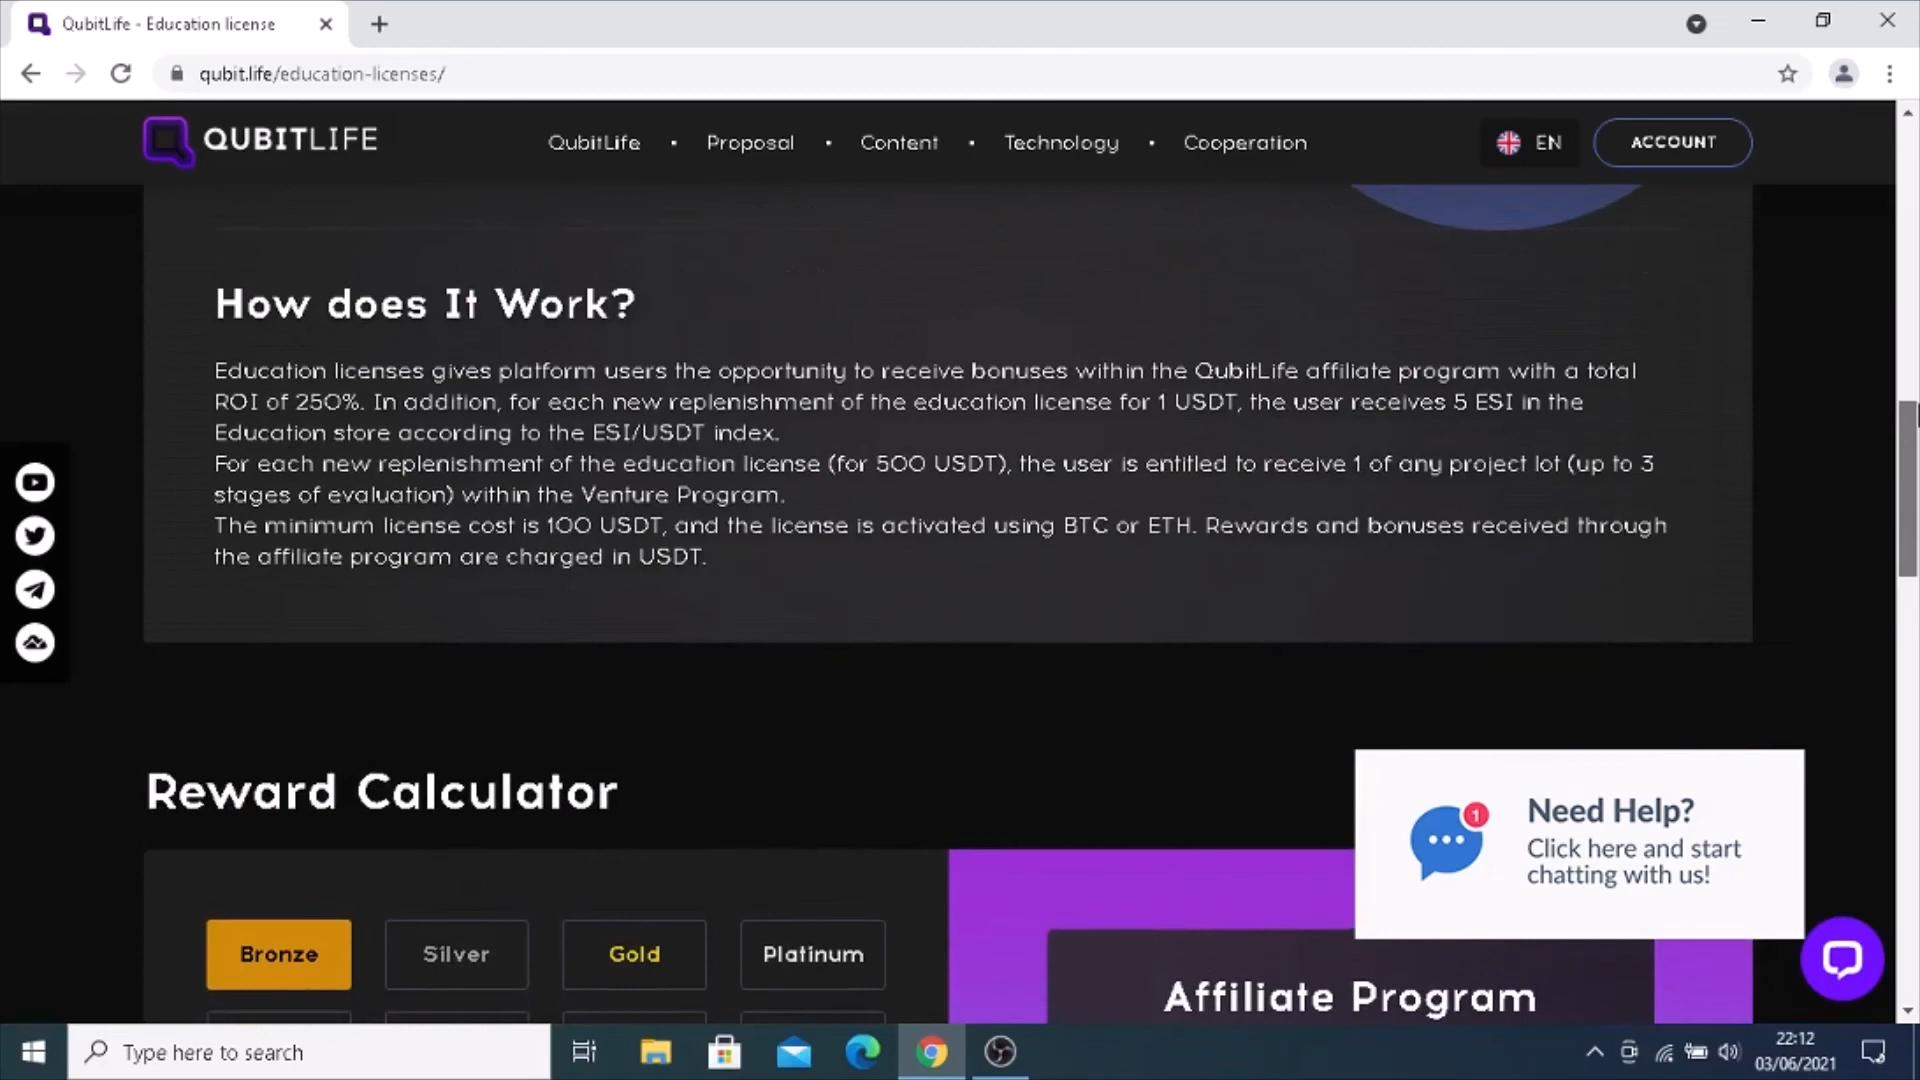 QubitLife - Education license
qubit.life/education-licenses/
QUBITLIFE
QubitLife • Proposal • Content • Technology • Cooperation
EN
ACCOUNT
How does It Work?
Education licenses gives platform users the opportunity to receive bonuses within the QubitLife affiliate program with a total
ROI of 250%. In addition, for each new replenishment of the education license for 1 USDT, the user receives 5 ESI in the
Education store according to the ESI/USDT index.
For each new replenishment of the education license (for 500 USDT), the user is entitled to receive 1 of any project lot (up to 3
stages of evaluation) within the Venture Program.
The minimum license cost is 100 USDT, and the license is activated using BTC or ETH. Rewards and bonuses received through
the affiliate program are charged in USDT.
Reward Calculator
1
Need Help?
Click here and start
chatting with us!
Bronze
Silver
Gold
Platinum
Affiliate Program
Type here to search
22:12
03/06/2021